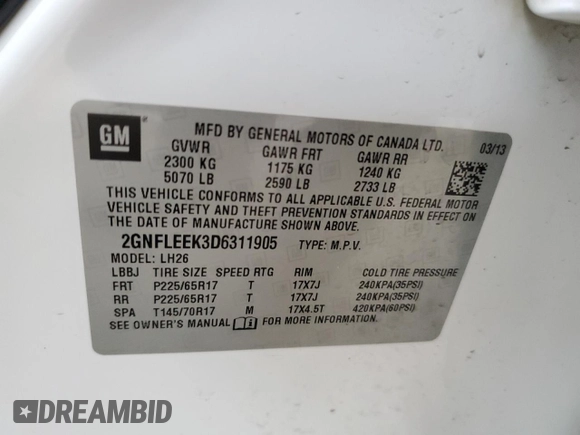 GM
MFD BY GENERAL MOTORS OF CANADA LTD.
03/13
GVWR GAWR FRT GAWR RR
2300 KG 1175 KG 1240 KG
5070 LB 2590 LB 2733 LB
THIS VEHICLE CONFORMS TO ALL APPLICABLE U.S. FEDERAL MOTOR
VEHICLE SAFETY AND THEFT PREVENTION STANDARDS IN EFFECT ON
THE DATE OF MANUFACTURE SHOWN ABOVE.
2GNFLEEK3D6311905 TYPE: M.P.V.
MODEL: LH26
LBBJ TIRE SIZE SPEED RTG RIM COLD TIRE PRESSURE
FRT P225/65R17 T 17X7J 240KPA(35PSI)
RR P225/65R17 T 17X7J 240KPA(35PSI)
SPA T145/70R17 M 17X4.5T 420KPA(60PSI)
SEE OWNER'S MANUAL
DREAMBID